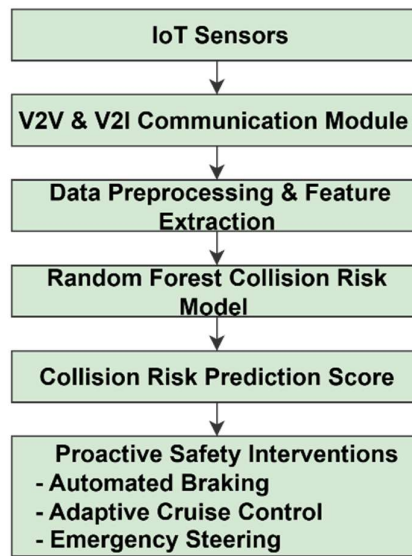 IoT Sensors
V2V & V2I Communication Module
Data Preprocessing & Feature
Extraction
Random Forest Collision Risk
Model
Collision Risk Prediction Score
Proactive Safety Interventions
- Automated Braking
- Adaptive Cruise Control
- Emergency Steering